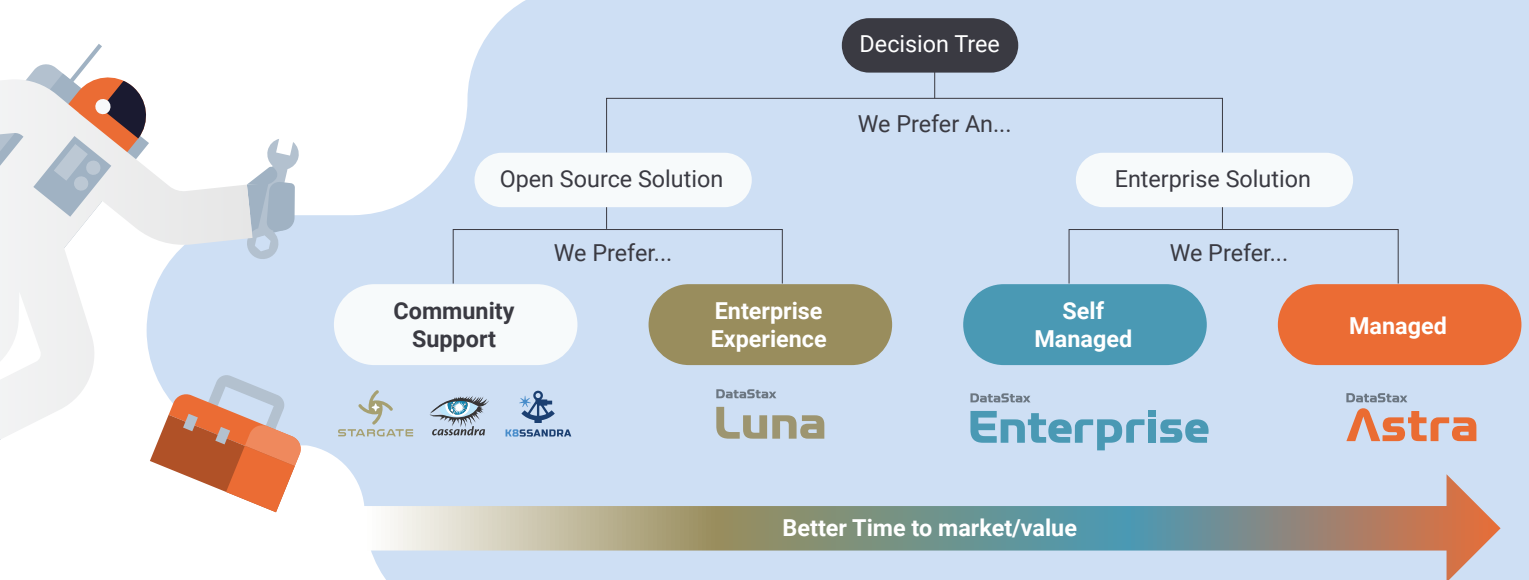 Decision Tree
We Prefer An...
Open Source Solution
Enterprise Solution
We Prefer...
We Prefer...
Community
Support
Enterprise
Experience
Self
Managed
Managed
STARGATE
cassandra
K8SSANDRA
DataStax
Luna
DataStax
Enterprise
DataStax
Astra
Better Time to market/value